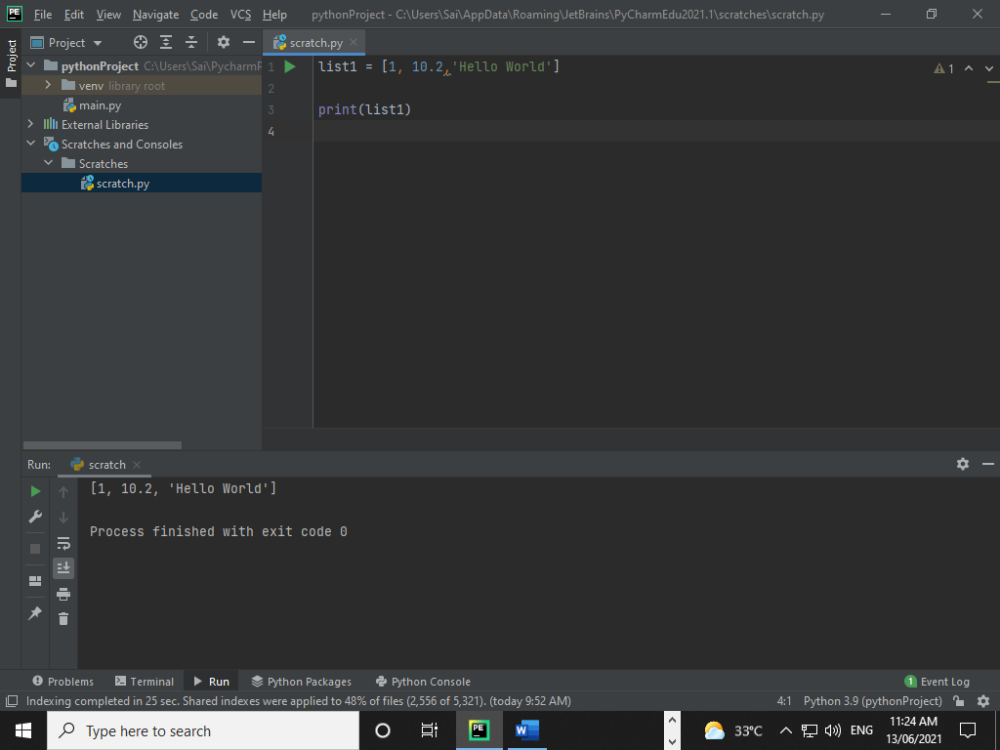 PE File Edit View Navigate Code VCS Help pythonProject - C:\Users\Sai\AppData\Roaming\JetBrains\PyCharmEdu2021.1\scratches\scratch.py
Project
Project
scratch.py
pythonProject C:\Users\Sai\PycharmP
venv library root
main.py
External Libraries
Scratches and Consoles
Scratches
scratch.py
1 list1 = [1, 10.2,'Hello World']
1
2
3 print(list1)
4
Run: scratch
[1, 10.2, 'Hello World']
Process finished with exit code 0
Problems Terminal Run Python Packages Python Console 1 Event Log
Indexing completed in 25 sec. Shared indexes were applied to 48% of files (2,556 of 5,321). (today 9:52 AM) 4:1 Python 3.9 (pythonProject)
Type here to search PE W 33°C ENG 11:24 AM
13/06/2021